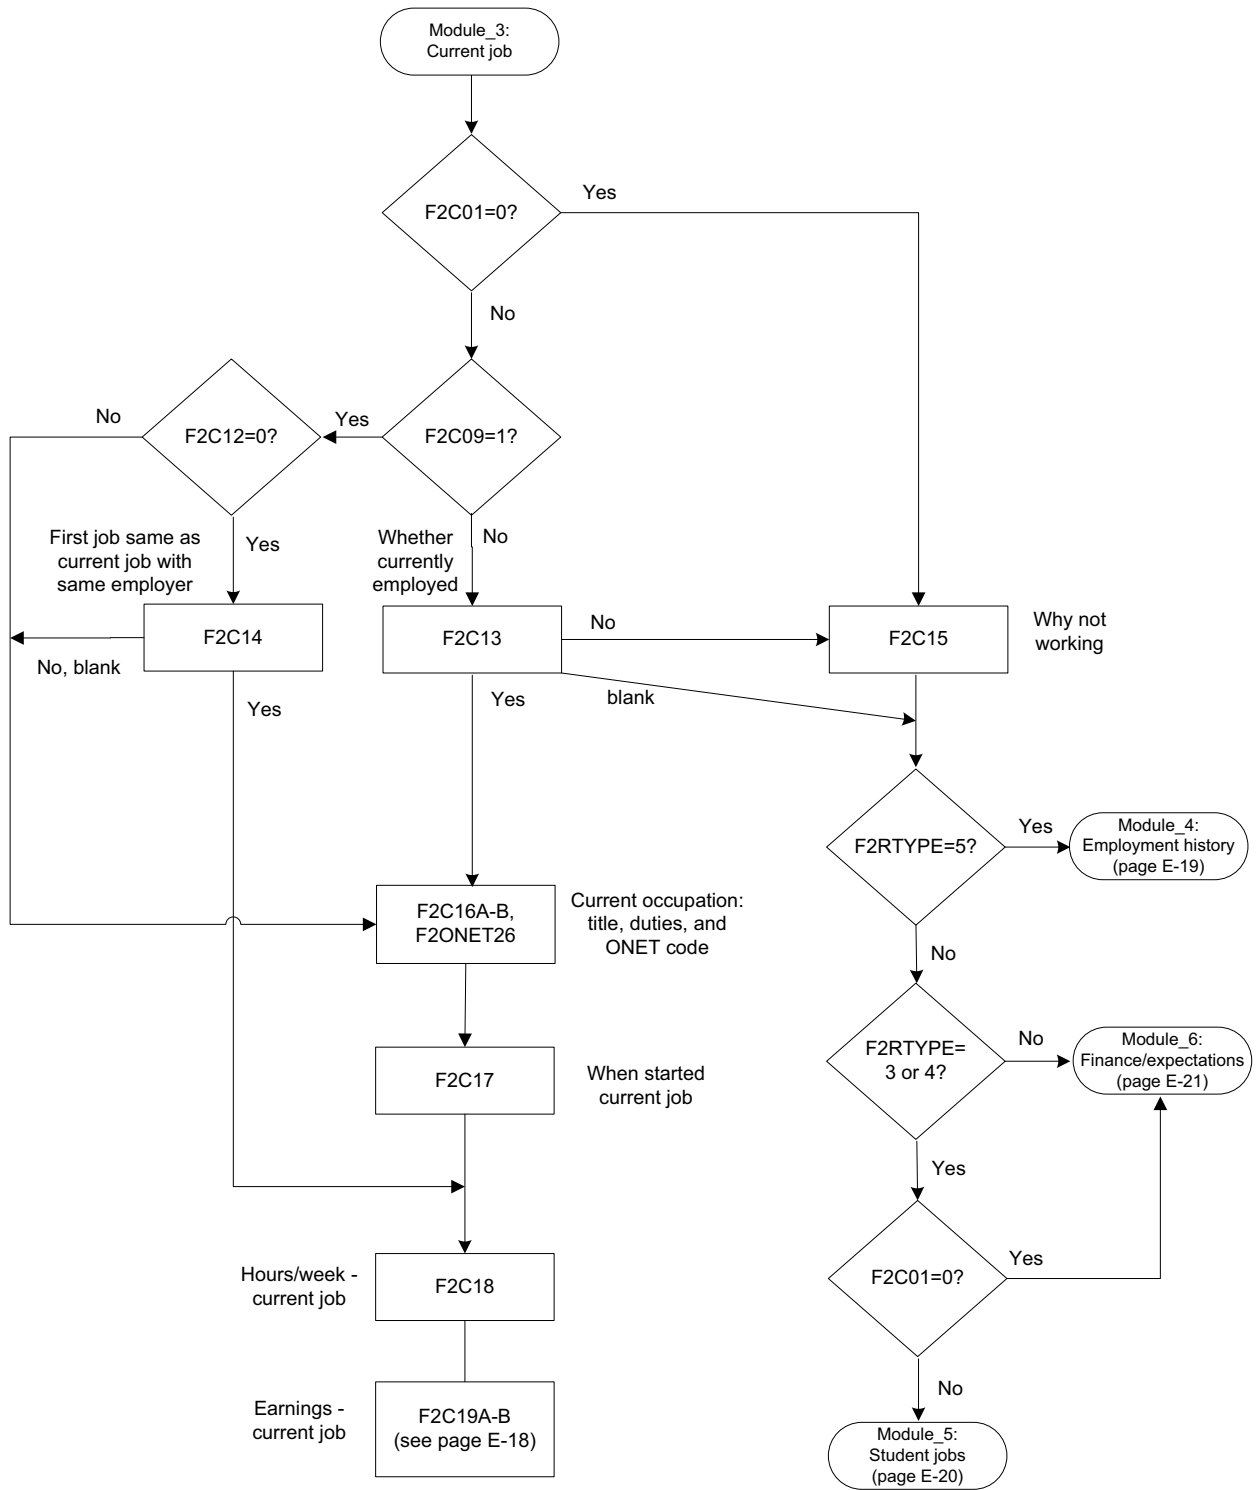 Module_3:
Current job
F2C01=0?
Yes
No
No
F2C12=0?
Yes
F2C09=1?
First job same as
current job with
same employer
Yes
Whether
currently
employed
No
F2C14
F2C13
No
F2C15
Why not
working
No, blank
Yes
Yes
blank
F2RTYPE=5?
Yes
Module_4:
Employment history
(page E-19)
F2C16A-B,
F2ONET26
Current occupation:
title, duties, and
ONET code
No
F2RTYPE=
3 or 4?
No
Module_6:
Finance/expectations
(page E-21)
F2C17
When started
current job
Yes
Hours/week -
current job
F2C18
F2C01=0?
Yes
Earnings -
current job
F2C19A-B
(see page E-18)
No
Module_5:
Student jobs
(page E-20)